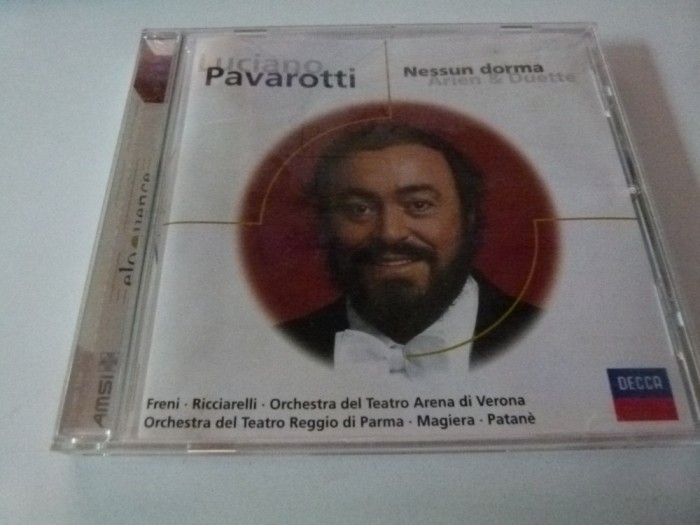 Luciano
Pavarotti
Nessun dorma
Arien & Duette
eloquence
AMSI
DECCA
Freni · Ricciarelli · Orchestra del Teatro Arena di Verona
Orchestra del Teatro Reggio di Parma · Magiera · Patanè